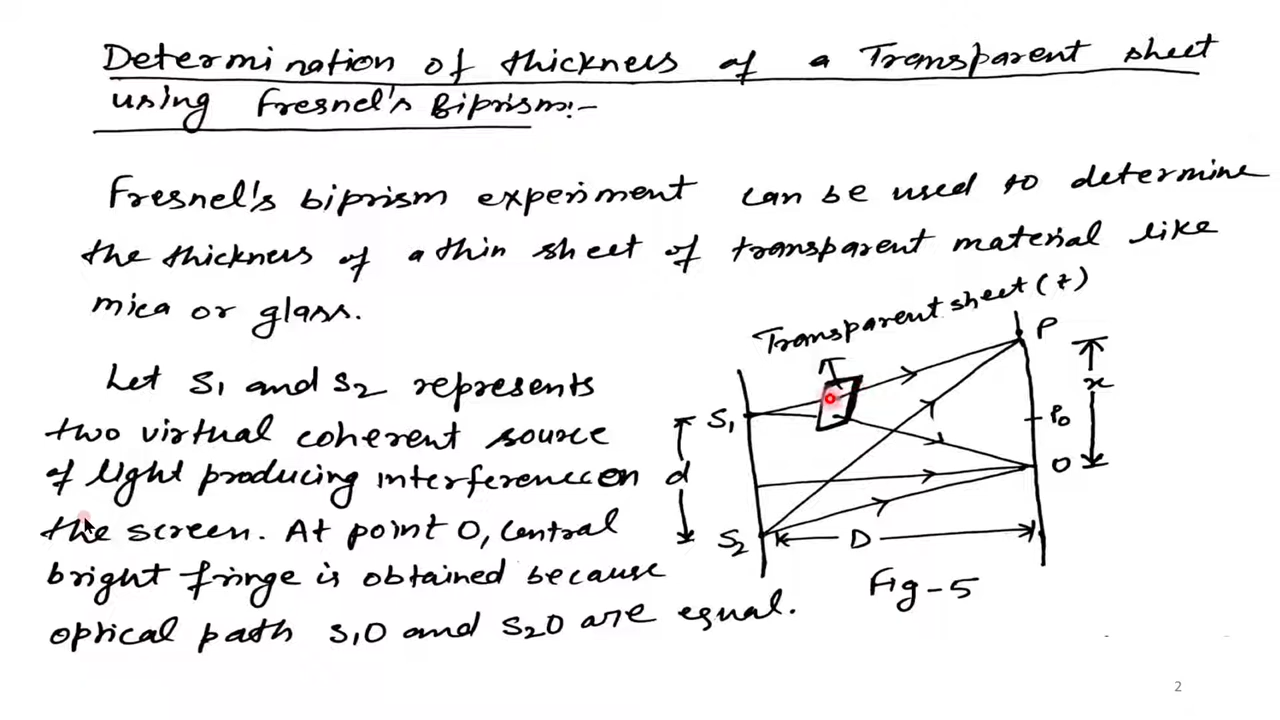 Determination of thickness of a Transparent sheet
using Fresnel's Biprism:-
Fresnel's biprism experiment can be used to determine
the thickness of a thin sheet of transparent material like
mica or glass.
Transparent sheet (t)
Let S1 and S2 represents
two virtual coherent source
of light producing interference on
the screen. At point O, central
bright fringe is obtained because
optical path S1O and S2O are equal.
P
x
S1
P0
d
O
S2
D
Fig-5
2